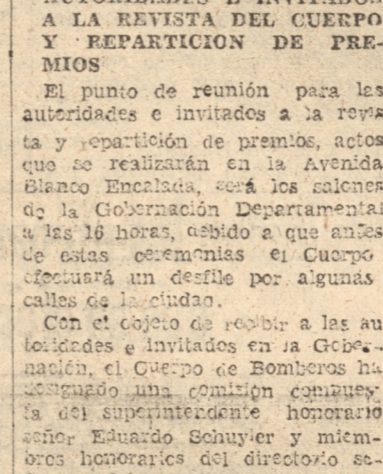 AUTORIDADES E INVITADOS
A LA REVISTA DEL CUERPO
Y REPARTICION DE PRE-
MIOS
El punto de reunión para las
autoridades e invitados a la revis
ta y repartición de premios, actos
que se realizarán en la Avenida
Blanco Encalada, será los salones
de la Gobernación Departamental
a las 16 horas, debido a que antes
de estas ceremonias el Cuerpo
efectuará un desfile por algunás
calles de la ciudad.
Con el objeto de recibir a las au
toridades e invitados en la Gober-
nación, el Cuerpo de Bomberos ha
designado una comisión compues
ta del superintendente honorario
señor Eduardo Schuyler y miem-
bros honorarios del directorio se-